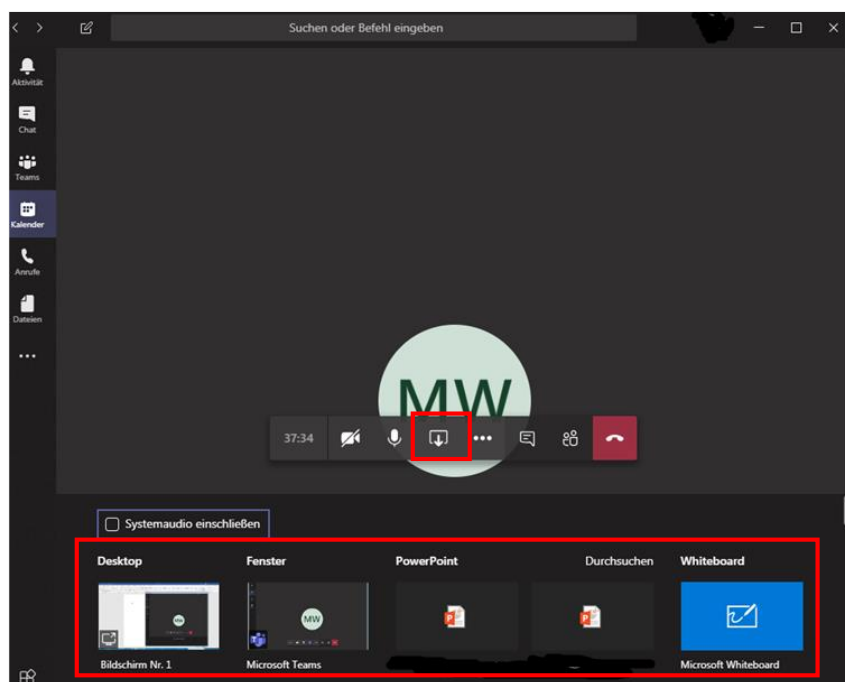 Suchen oder Befehl eingeben
Aktivität
Chat
Teams
Kalender
Anrufe
Dateien
MW
37:34
Systemaudio einschließen
Desktop Fenster PowerPoint Durchsuchen Whiteboard
MW
MW
P P
Bildschirm Nr. 1 Microsoft Teams Microsoft Whiteboard